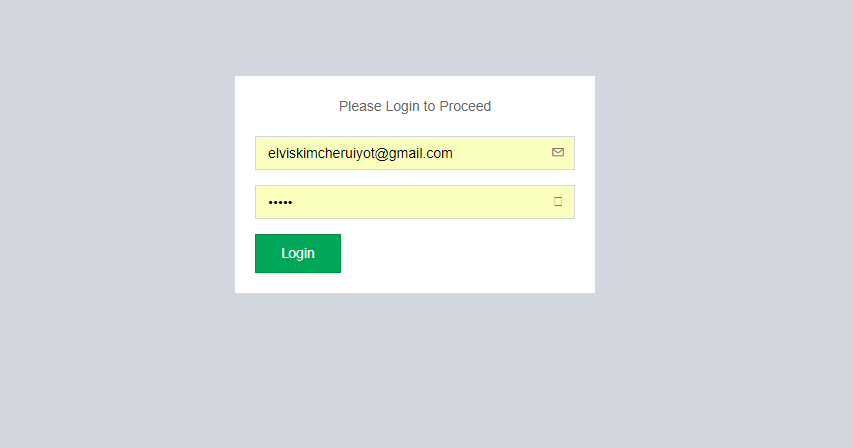 Please Login to Proceed
elviskimcheruiyot@gmail.com
•••••
Login